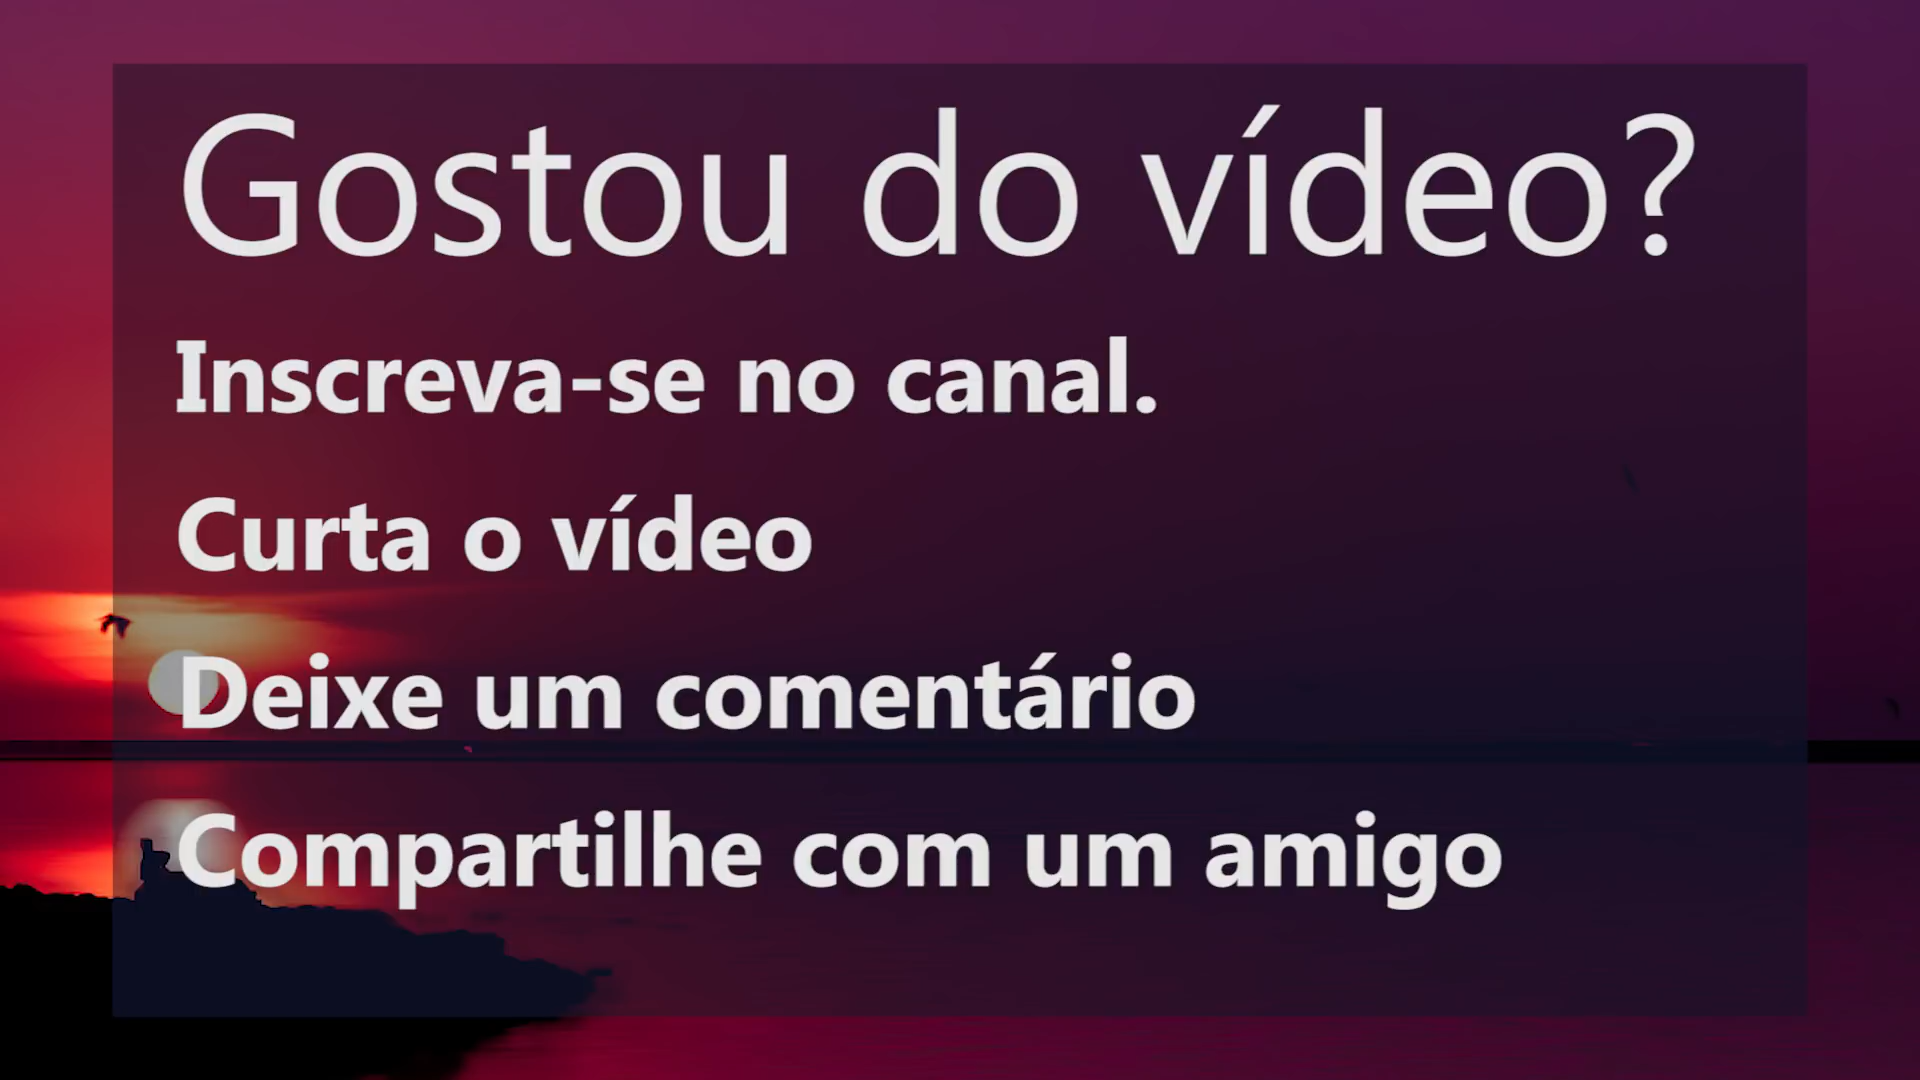 Gostou do vídeo?
Inscreva-se no canal.
Curta o vídeo
Deixe um comentário
Compartilhe com um amigo